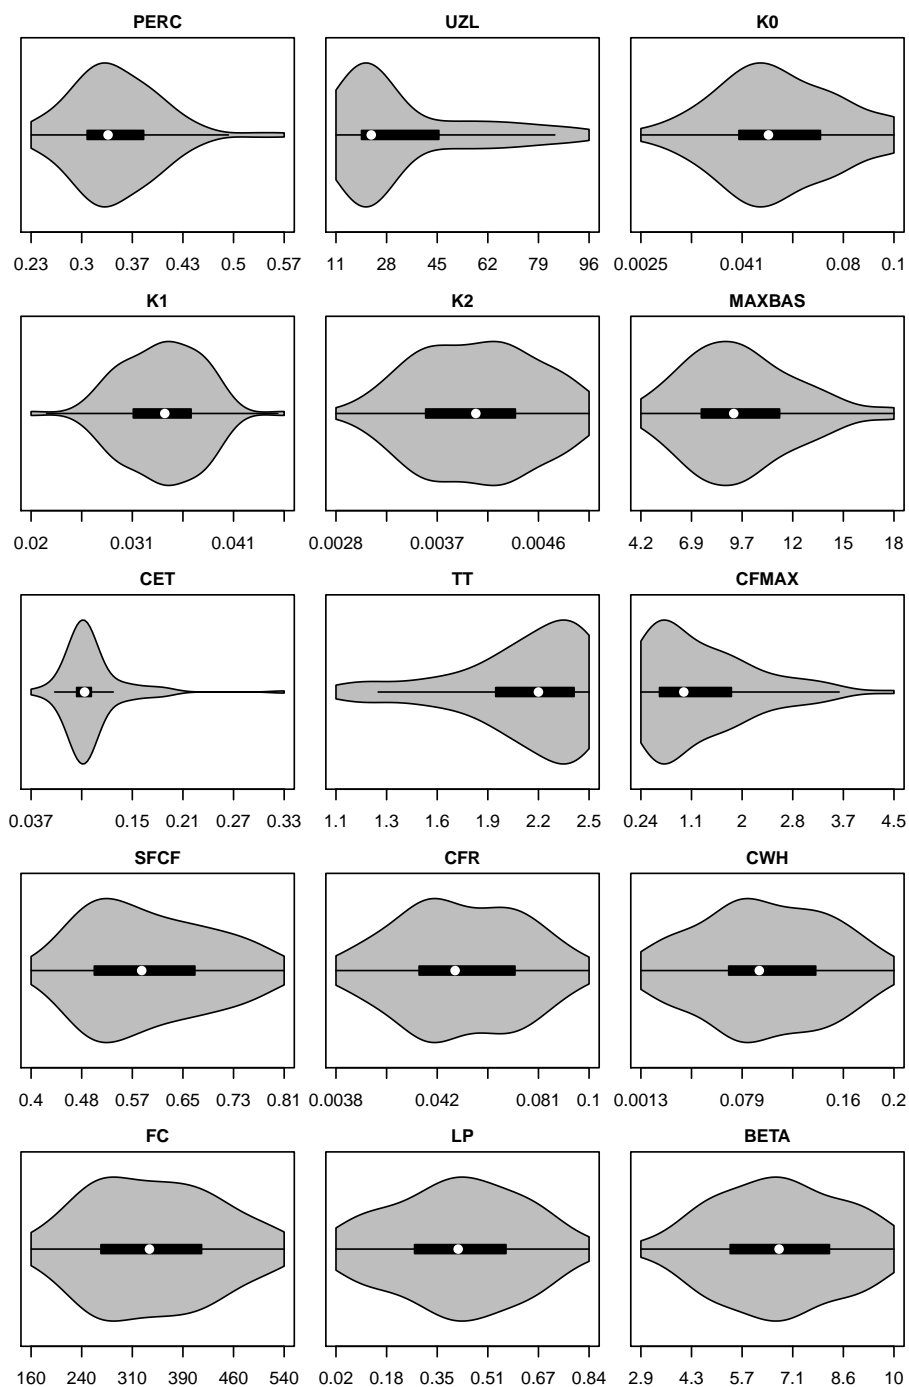 PERC UZL K0
0.23 0.3 0.37 0.43 0.5 0.57 11 28 45 62 79 96 0.0025 0.041 0.08 0.1
K1 K2 MAXBAS
0.02 0.031 0.041 0.0028 0.0037 0.0046 4.2 6.9 9.7 12 15 18
CET TT CFMAX
0.037 0.15 0.21 0.27 0.33 1.1 1.3 1.6 1.9 2.2 2.5 0.24 1.1 2 2.8 3.7 4.5
SFCF CFR CWH
0.4 0.48 0.57 0.65 0.73 0.81 0.0038 0.042 0.081 0.1 0.0013 0.079 0.16 0.2
FC LP BETA
160 240 310 390 460 540 0.02 0.18 0.35 0.51 0.67 0.84 2.9 4.3 5.7 7.1 8.6 10